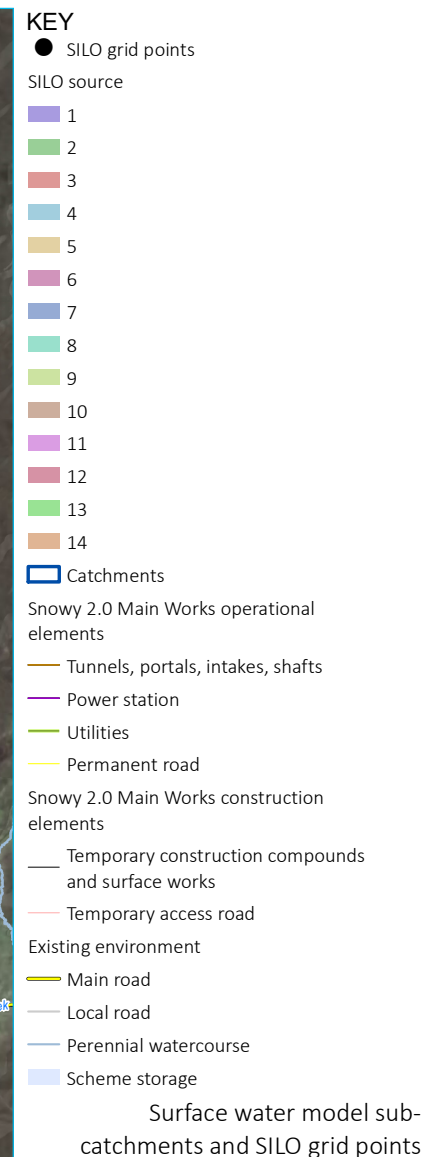 KEY
SILO grid points
SILO source
1
2
3
4
5
6
7
8
9
10
11
12
13
14
Catchments
Snowy 2.0 Main Works operational
elements
Tunnels, portals, intakes, shafts
Power station
Utilities
Permanent road
Snowy 2.0 Main Works construction
elements
Temporary construction compounds
and surface works
Temporary access road
Existing environment
Main road
Local road
Perennial watercourse
Scheme storage
Surface water model sub-
catchments and SILO grid points